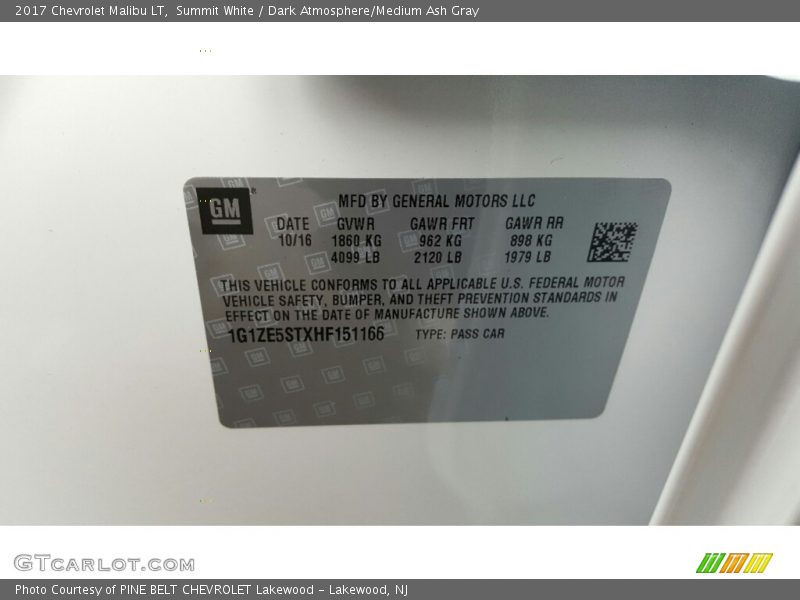 2017 Chevrolet Malibu LT, Summit White / Dark Atmosphere/Medium Ash Gray
GM
MFD BY GENERAL MOTORS LLC
DATE GVWR GAWR FRT GAWR RR
10/16 1860 KG 962 KG 898 KG
4099 LB 2120 LB 1979 LB
THIS VEHICLE CONFORMS TO ALL APPLICABLE U.S. FEDERAL MOTOR
VEHICLE SAFETY, BUMPER, AND THEFT PREVENTION STANDARDS IN
EFFECT ON THE DATE OF MANUFACTURE SHOWN ABOVE.
1G1ZE5STXHF151166 TYPE: PASS CAR
GTCARLOT.COM
Photo Courtesy of PINE BELT CHEVROLET Lakewood - Lakewood, NJ